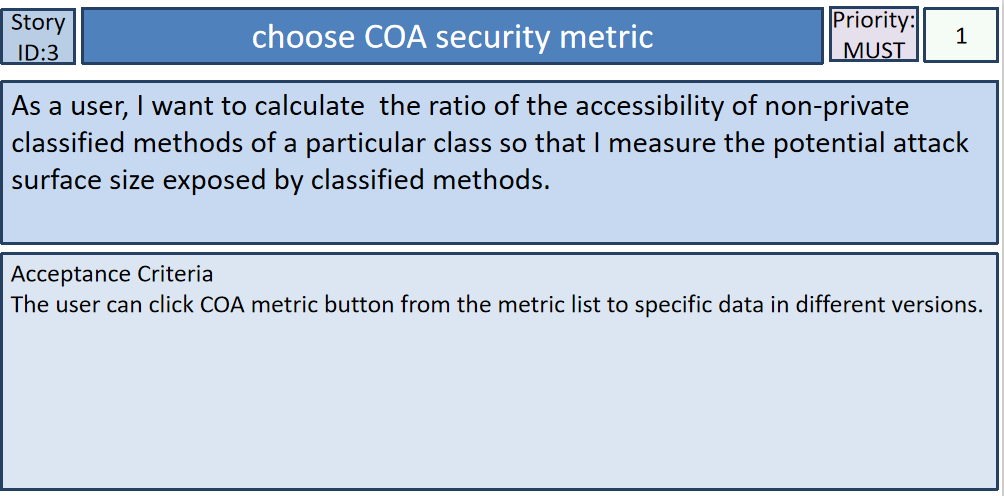 Story
ID:3
choose COA security metric
Priority:
MUST
1
As a user, I want to calculate  the ratio of the accessibility of non-private
classified methods of a particular class so that I measure the potential attack
surface size exposed by classified methods.
Acceptance Criteria
The user can click COA metric button from the metric list to specific data in different versions.